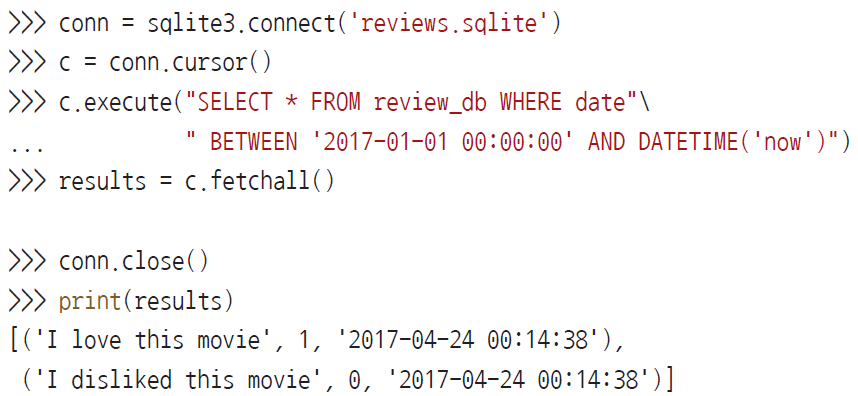 >>> conn = sqlite3.connect('reviews.sqlite')
>>> c = conn.cursor()
>>> c.execute("SELECT * FROM review_db WHERE date"\
...         " BETWEEN '2017-01-01 00:00:00' AND DATETIME('now')")
>>> results = c.fetchall()
>>> conn.close()
>>> print(results)
[('I love this movie', 1, '2017-04-24 00:14:38'),
 ('I disliked this movie', 0, '2017-04-24 00:14:38')]